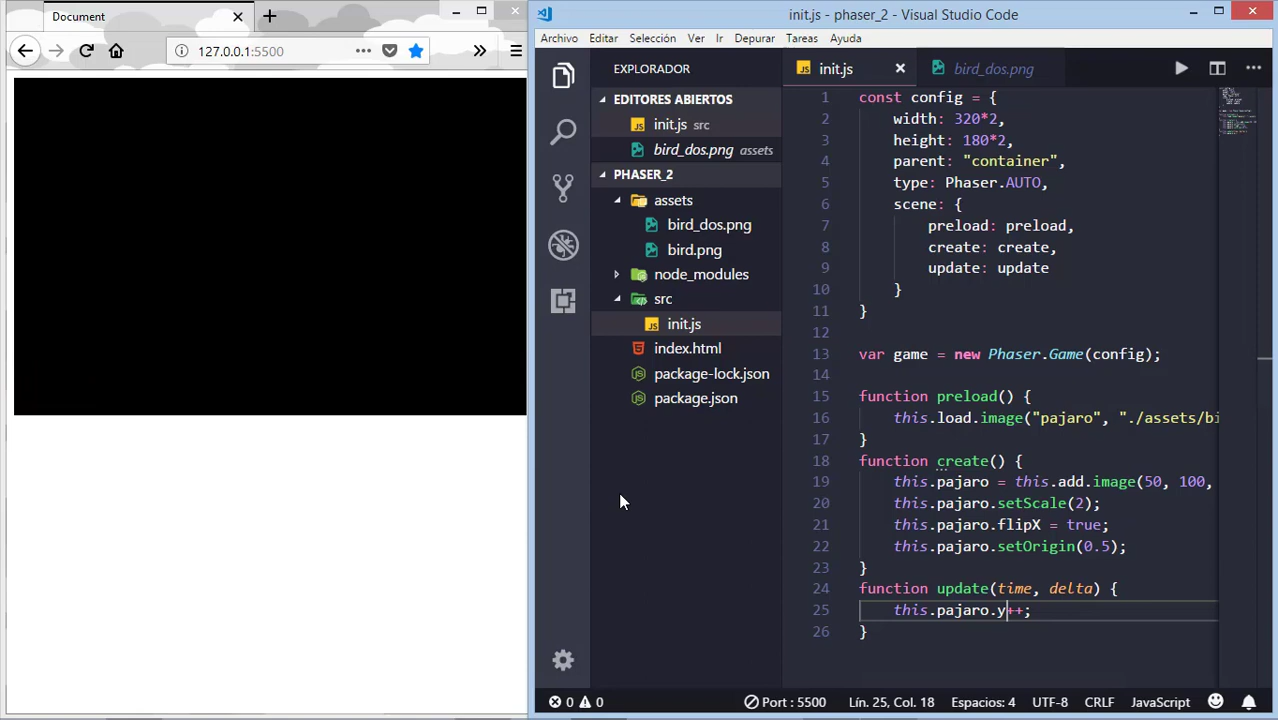 Document
127.0.0.1:5500
init.js - phaser_2 - Visual Studio Code
Archivo Editar Selección Ver Ir Depurar Tareas Ayuda
EXPLORADOR
EDITORES ABIERTOS
init.js src
bird_dos.png assets
PHASER_2
assets
bird_dos.png
bird.png
node_modules
src
init.js
index.html
package-lock.json
package.json
init.js
bird_dos.png
1 const config = {
2 width: 320*2,
3 height: 180*2,
4 parent: "container",
5 type: Phaser.AUTO,
6 scene: {
7 preload: preload,
8 create: create,
9 update: update
10 }
11 }
12
13 var game = new Phaser.Game(config);
14
15 function preload() {
16 this.load.image("pajaro", "./assets/bi
17 }
18 function create() {
19 this.pajaro = this.add.image(50, 100,
20 this.pajaro.setScale(2);
21 this.pajaro.flipX = true;
22 this.pajaro.setOrigin(0.5);
23 }
24 function update(time, delta) {
25 this.pajaro.y++;
26 }
0 0 Port : 5500 Lín. 25, Col. 18 Espacios: 4 UTF-8 CRLF JavaScript